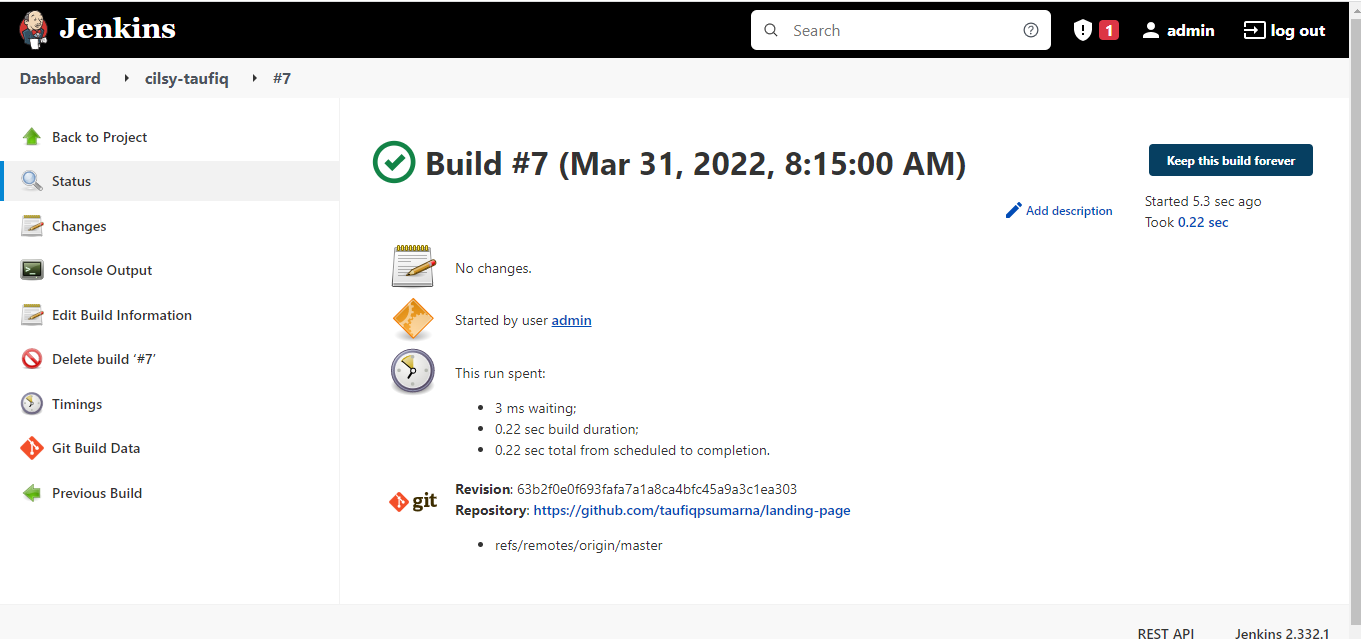 Jenkins
Search
1
admin
log out
Dashboard
cilsy-taufiq
#7
Back to Project
Status
Changes
Console Output
Edit Build Information
Delete build ‘#7’
Timings
Git Build Data
Previous Build
Build #7 (Mar 31, 2022, 8:15:00 AM)
Keep this build forever
Add description
Started 5.3 sec ago
Took 0.22 sec
No changes.
Started by user admin
This run spent:
3 ms waiting;
0.22 sec build duration;
0.22 sec total from scheduled to completion.
git
Revision: 63b2f0e0f693fafa7a1a8ca4bfc45a9a3c1ea303
Repository: https://github.com/taufiqpsumarna/landing-page
refs/remotes/origin/master
REST API
Jenkins 2.332.1